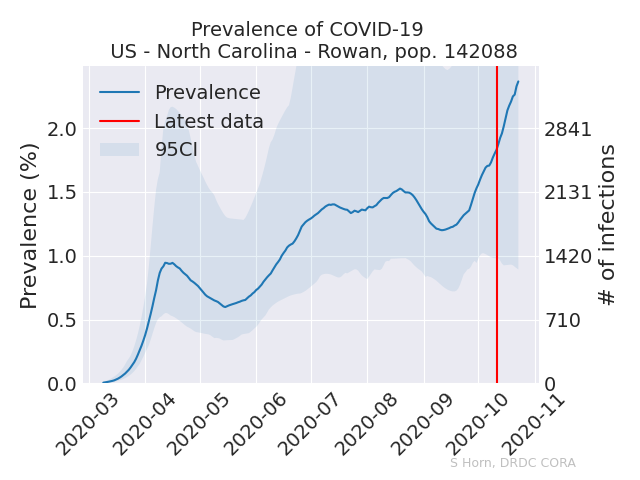 Prevalence of COVID-19
US - North Carolina - Rowan, pop. 142088
Prevalence
Latest data
95CI
Prevalence (%)
2.0
1.5
1.0
0.5
0.0
2841
2131
1420
710
0
# of infections
2020-03
2020-04
2020-05
2020-06
2020-07
2020-08
2020-09
2020-10
2020-11
S Horn, DRDC CORA